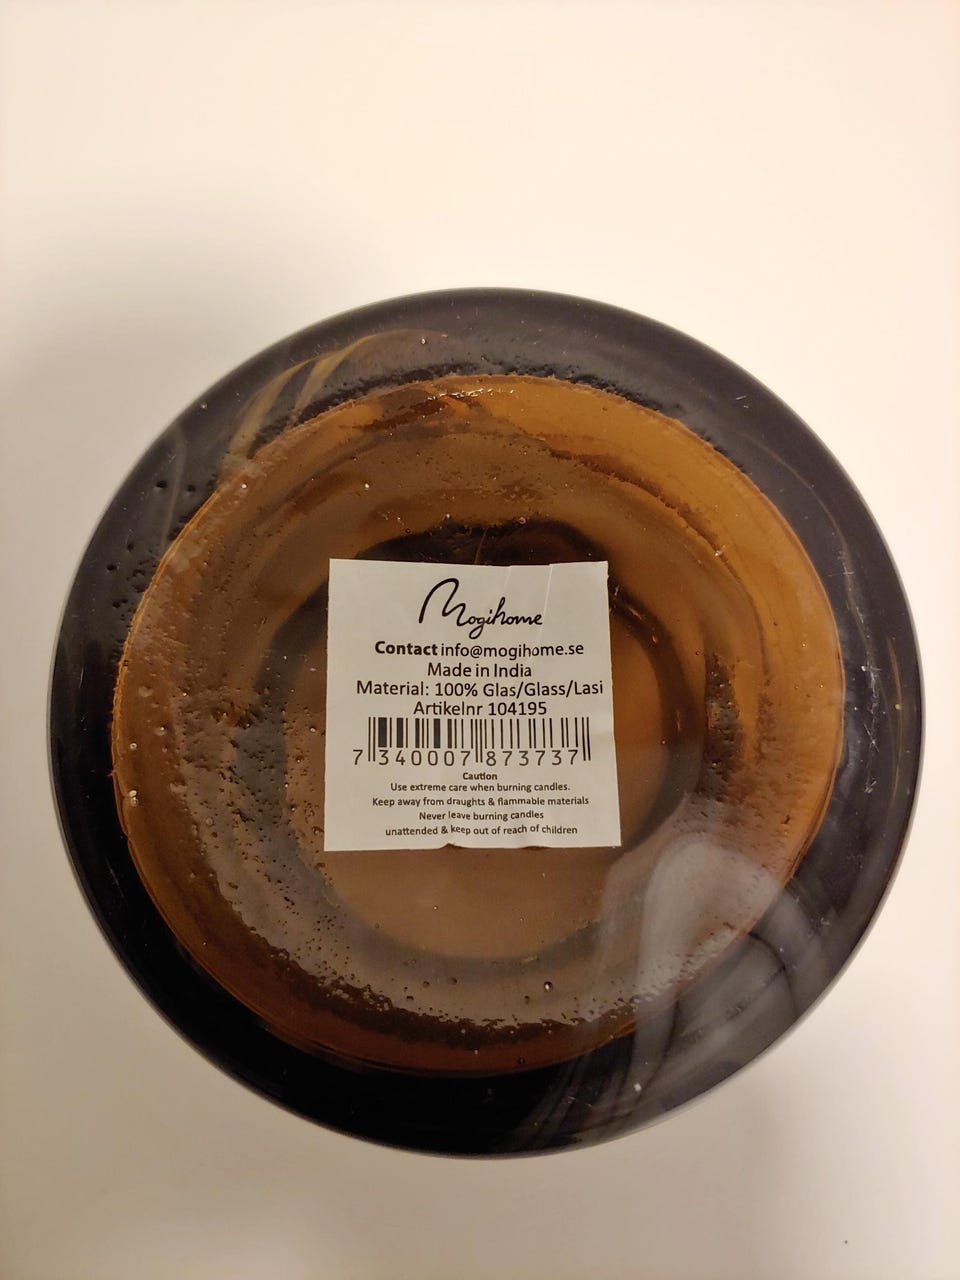 Mogihome
Contact info@mogihome.se
Made in India
Material: 100% Glas/Glass/Lasi
Artikelnr 104195
7 340007 873737
Caution
Use extreme care when burning candles.
Keep away from draughts & flammable materials
Never leave burning candles
unattended & keep out of reach of children